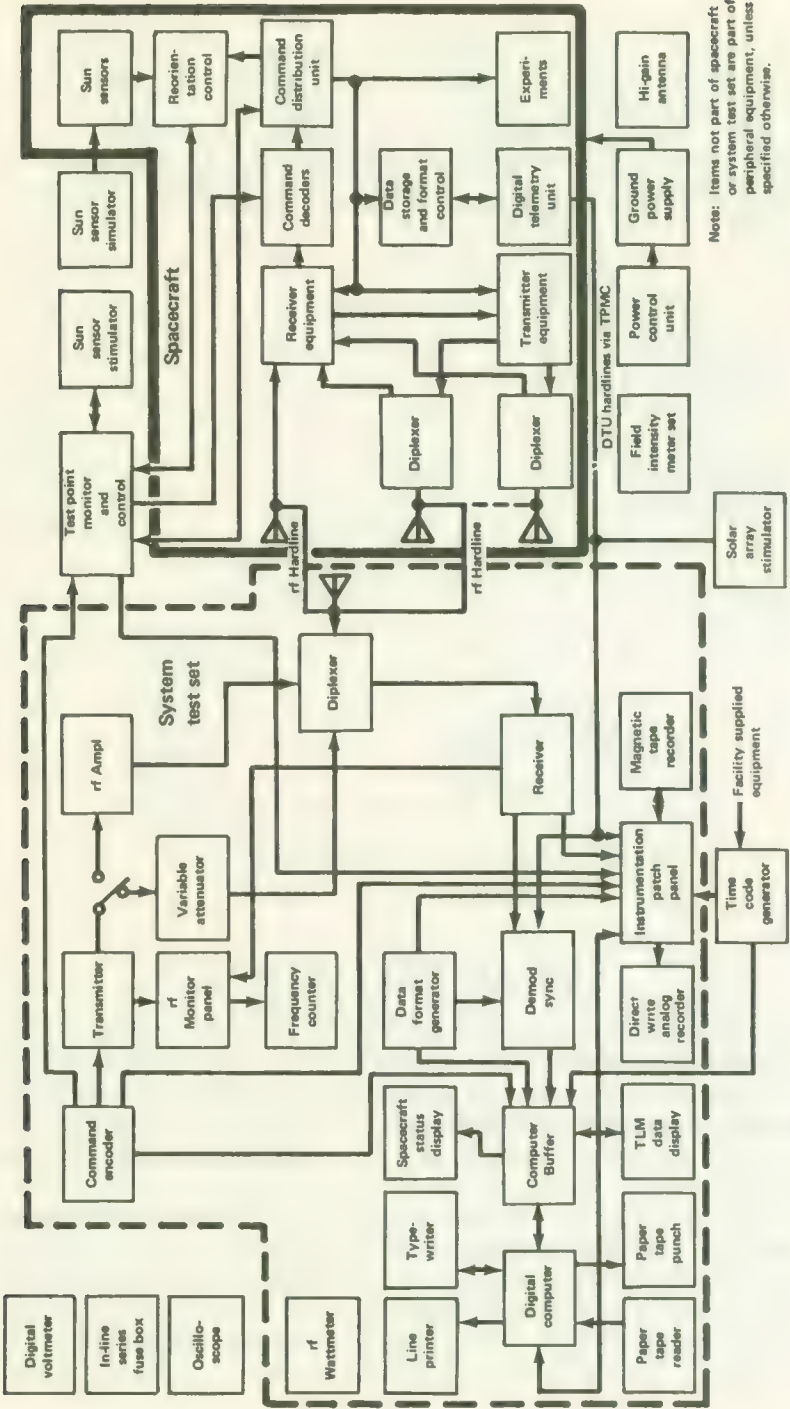 Digital
voltmeter
In-line
series
fuse box
Oscillo-
scope
rf
Wattmeter
Command
encoder
Transmitter
rf Ampl
rf
Monitor
panel
Variable
attenuator
Frequency
counter
System
test set
Diplexer
Receiver
Data
format
generator
Demod
sync
Spacecraft
status
display
Computer
Buffer
TLM
data
display
Type-
writer
Line
printer
Digital
computer
Paper
tape
reader
Paper
tape
punch
Direct
write
analog
recorder
Instrumentation
patch
panel
Magnetic
tape
recorder
Time
code
generator
Facility supplied
equipment
Solar
array
stimulator
Test point
monitor
and
control
Sun
sensor
stimulator
Sun
sensor
simulator
Spacecraft
Sun
sensors
Reorien-
tation
control
Command
distribution
unit
Command
decoders
Receiver
equipment
Data
storage
and format
control
Experi-
ments
Digital
telemetry
unit
Transmitter
equipment
Diplexer
Diplexer
rf Hardline
rf Hardline
DTU hardlines via TPMC
Field
intensity
meter set
Power
control
unit
Ground
power
supply
Hi-gain
antenna
Note: Items not part of spacecraft
or system test set are part of
peripheral equipment, unless
specified otherwise.